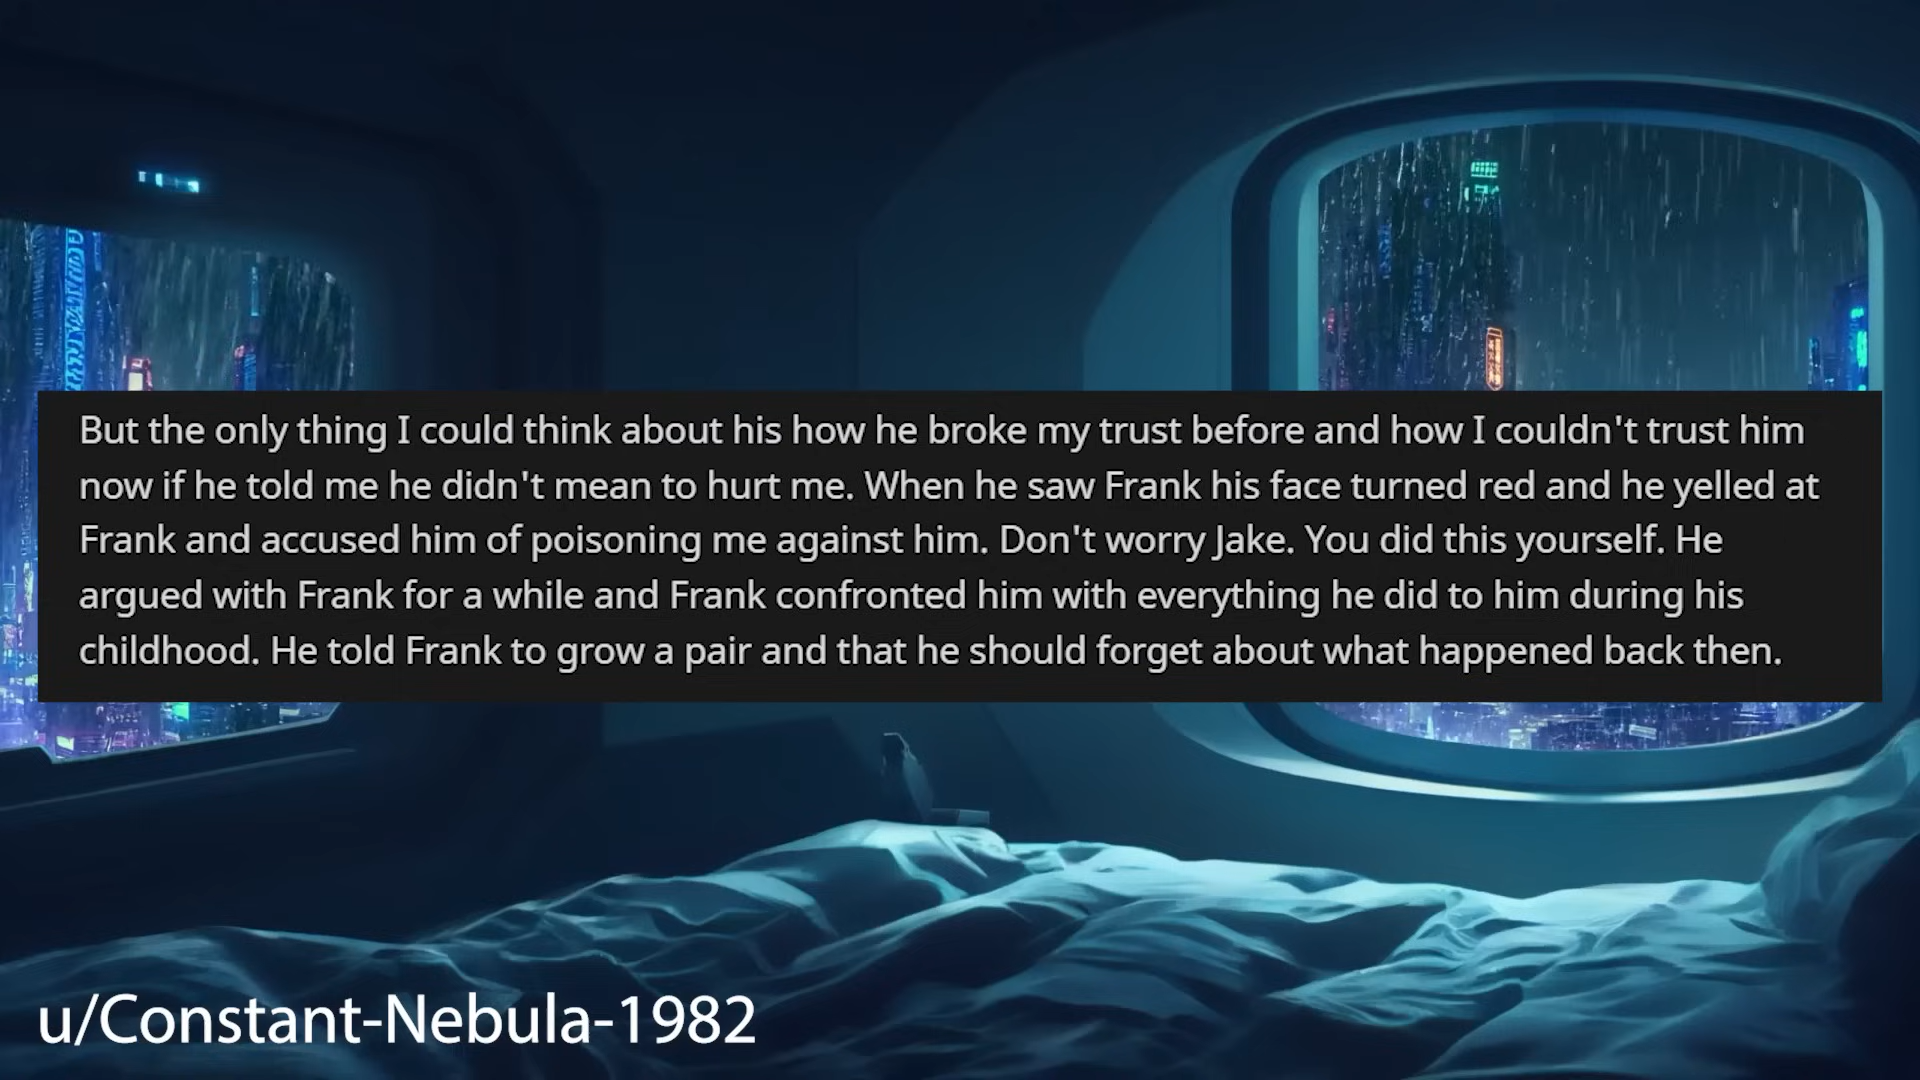 But the only thing I could think about his how he broke my trust before and how I couldn't trust him
now if he told me he didn't mean to hurt me. When he saw Frank his face turned red and he yelled at
Frank and accused him of poisoning me against him. Don't worry Jake. You did this yourself. He
argued with Frank for a while and Frank confronted him with everything he did to him during his
childhood. He told Frank to grow a pair and that he should forget about what happened back then.
u/Constant-Nebula-1982